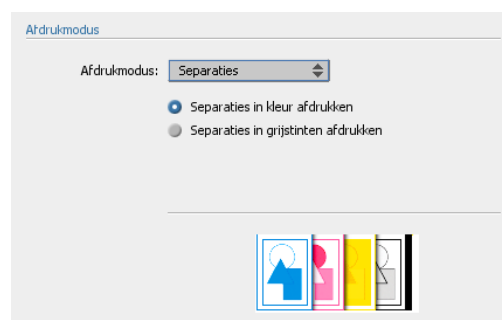 Afdrukmodus
Afdrukmodus: Separaties
Separaties in kleur afdrukken
Separaties in grijstinten afdrukken